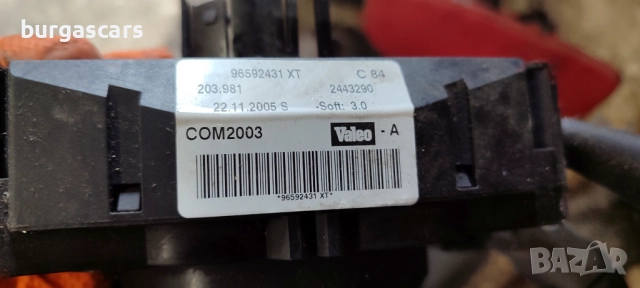 burgascars
96592431 XT C 84
203.981 2443290
22.11.2005 S -Soft: 3.0
COM2003 Valeo - A
*96592431 XT*
BAZAR